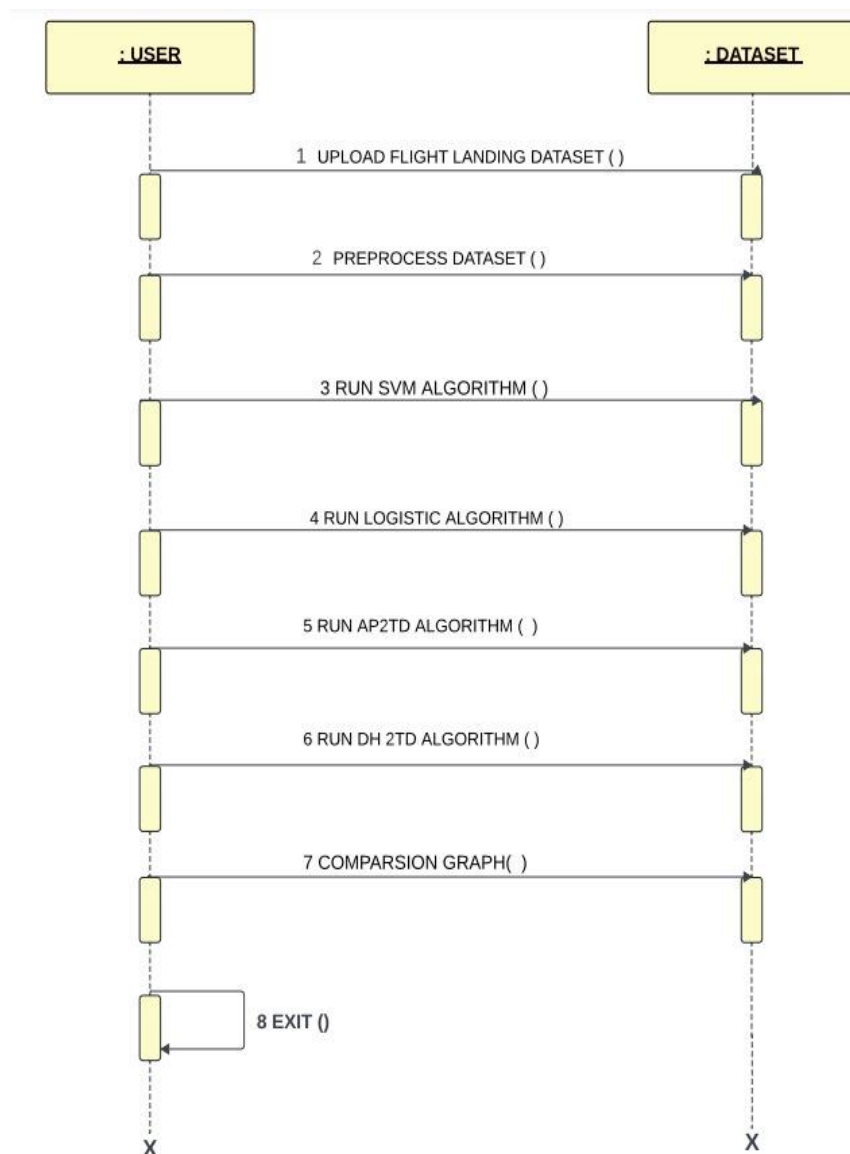 : USER
: DATASET
1 UPLOAD FLIGHT LANDING DATASET ( )
2 PREPROCESS DATASET ( )
3 RUN SVM ALGORITHM ( )
4 RUN LOGISTIC ALGORITHM ( )
5 RUN AP2TD ALGORITHM ( )
6 RUN DH 2TD ALGORITHM ( )
7 COMPARSION GRAPH( )
8 EXIT ()
X
X